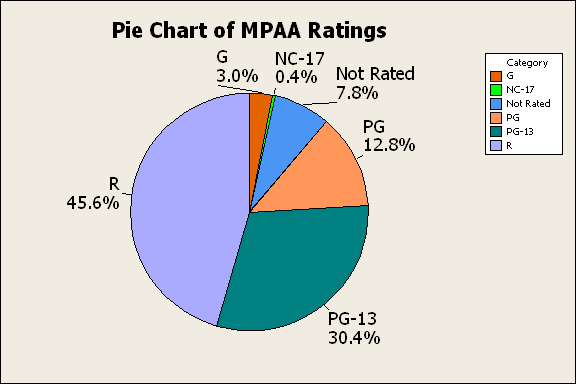 Pie Chart of MPAA Ratings
G
3.0%
NC-17
0.4%
Not Rated
7.8%
PG
12.8%
R
45.6%
PG-13
30.4%
Category
G
NC-17
Not Rated
PG
PG-13
R